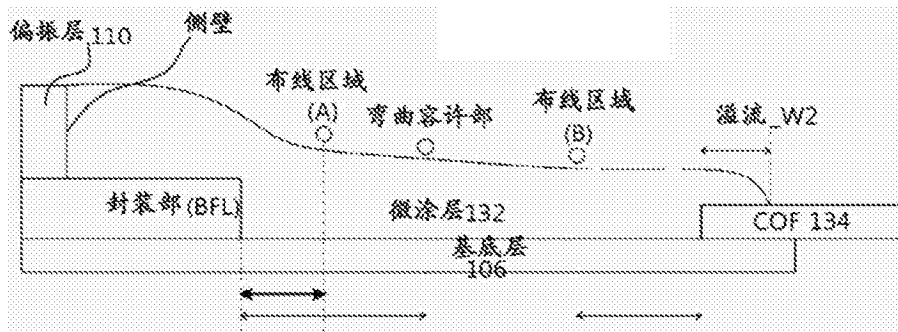 偏振层 110
侧壁
布线区域
(A)
弯曲容许部
布线区域
(B)
溢流_W2
封装部(BFL)
微涂层132
COF 134
基底层
106